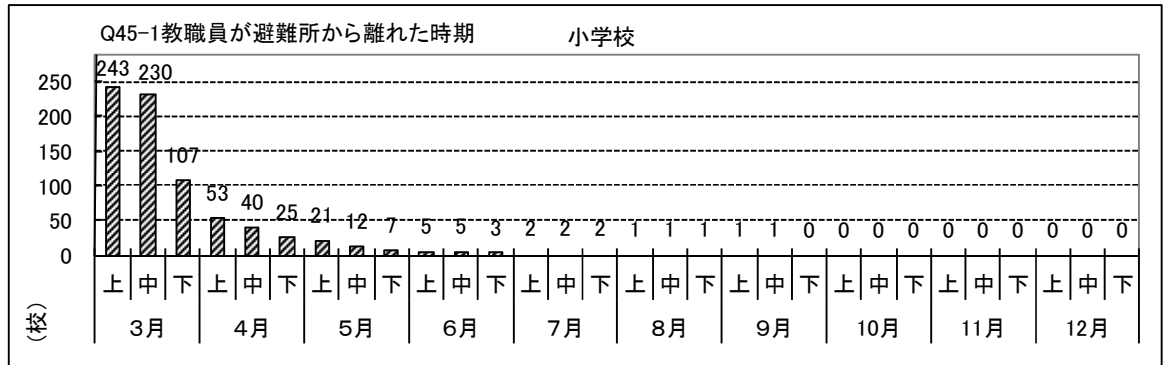 Q45-1教職員が避難所から離れた時期 小学校
250
200
150
100
50
0
243 230 107 53 40 25 21 12 7 5 5 3 2 2 2 1 1 1 1 1 0 0 0 0 0 0 0 0 0 0
上 中 下 上 中 下 上 中 下 上 中 下 上 中 下 上 中 下 上 中 下 上 中 下 上 中 下 上 中 下
(校)
3月 4月 5月 6月 7月 8月 9月 10月 11月 12月